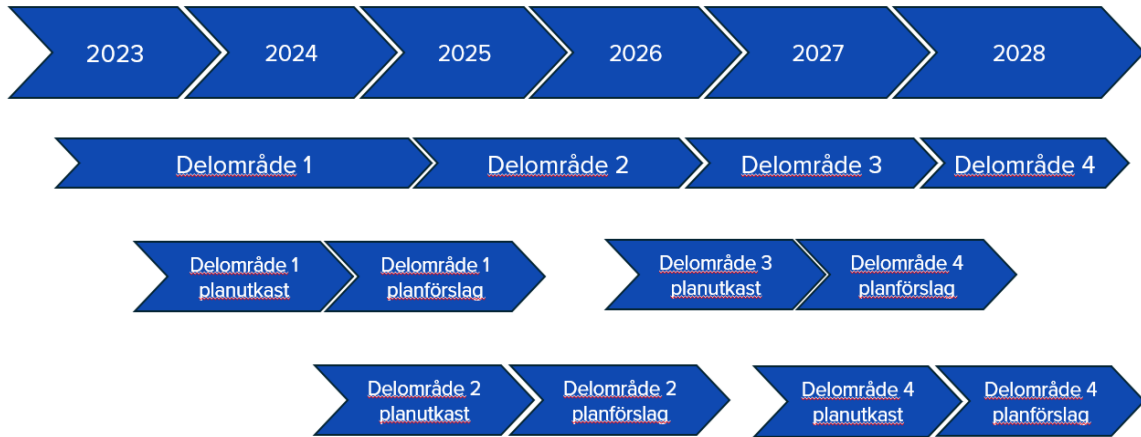 2023
2024
2025
2026
2027
2028
Delområde 1
Delområde 2
Delområde 3
Delområde 4
Delområde 1
planutkast
Delområde 1
planförslag
Delområde 3
planutkast
Delområde 4
planförslag
Delområde 2
planutkast
Delområde 2
planförslag
Delområde 4
planutkast
Delområde 4
planförslag